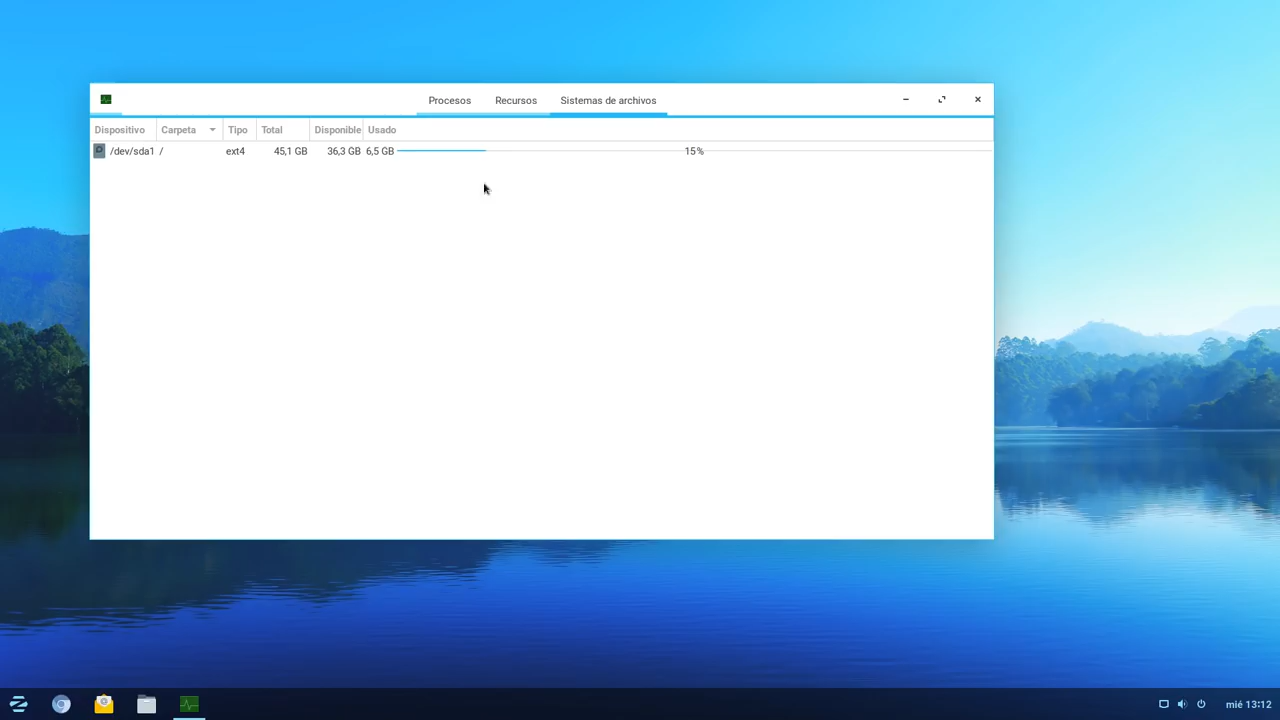 Procesos Recursos Sistemas de archivos
Dispositivo Carpeta Tipo Total Disponible Usado
/dev/sda1 / ext4 45,1 GB 36,3 GB 6,5 GB 15%
mié 13:12